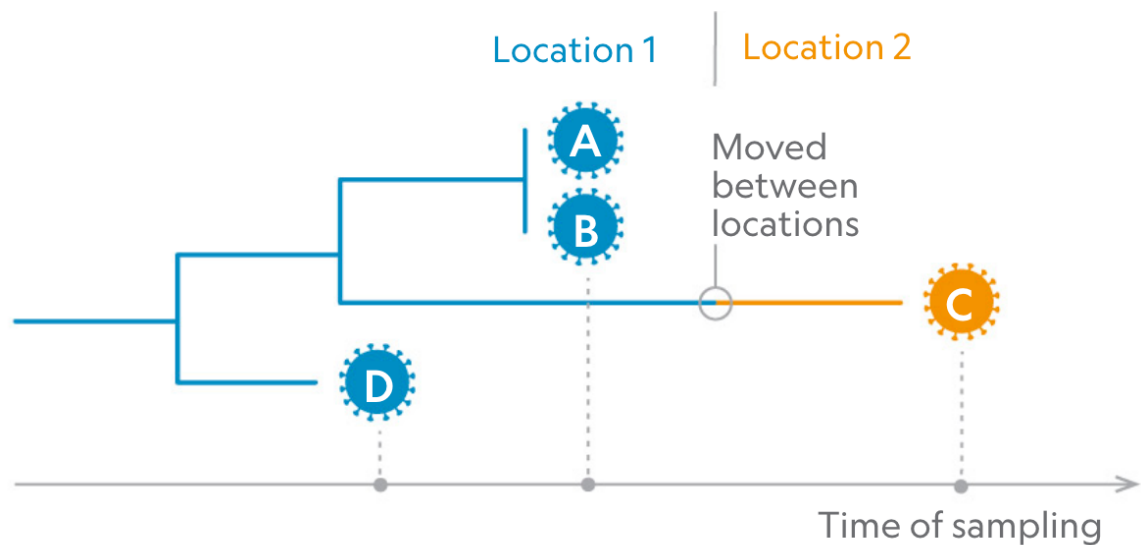 Location 1
Location 2
A
Moved
between
locations
B
C
D
Time of sampling